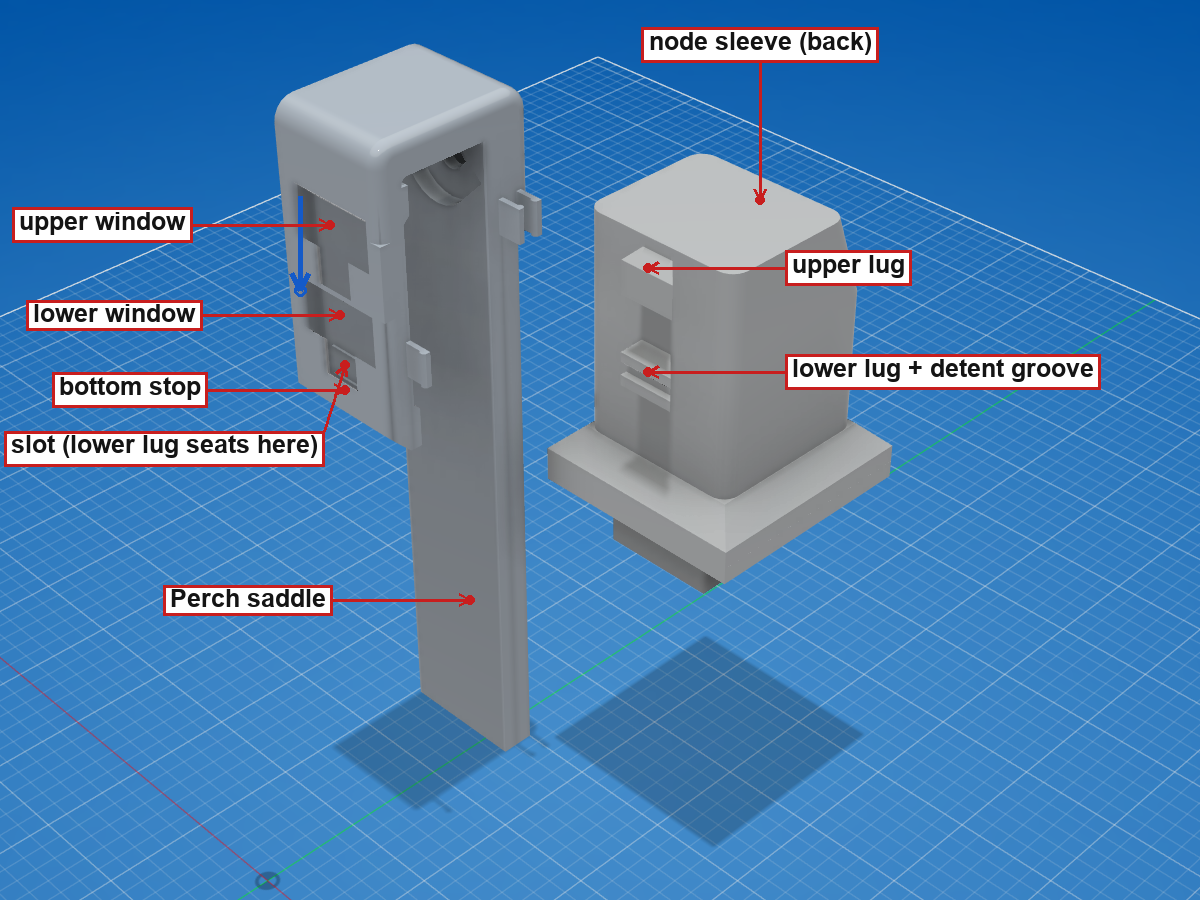 node sleeve (back)
upper window
upper lug
lower window
lower lug + detent groove
bottom stop
slot (lower lug seats here)
Perch saddle